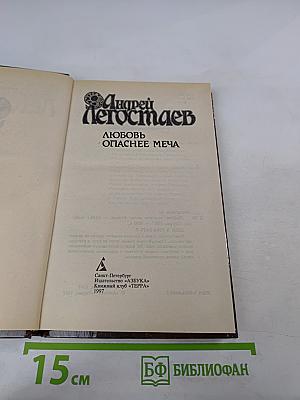 Андрей
Легостаев
ЛЮБОВЬ
ОПАСНЕЕ МЕЧА
Санкт-Петербург
Издательство «АЗБУКА»
Книжный клуб «ТЕРРА»
1997
15 см
БФ БИБЛИОФАН